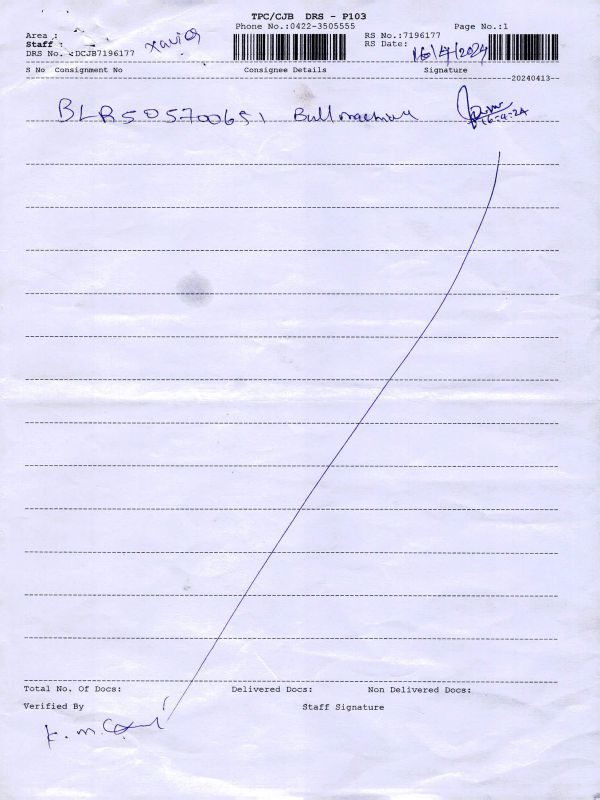 TPC/CJB DRS - P103
Phone No.:0422-3505555 Page No.:1
Area : RS No.:7196177
Staff : xavier RS Date: 16/4/2024
DRS No. :DCJB7196177
S No Consignment No Consignee Details Signature
20240413
BLR505700651 Bull machine
16-4-24
Total No. Of Docs: Delivered Docs: Non Delivered Docs:
Verified By Staff Signature
K. M.